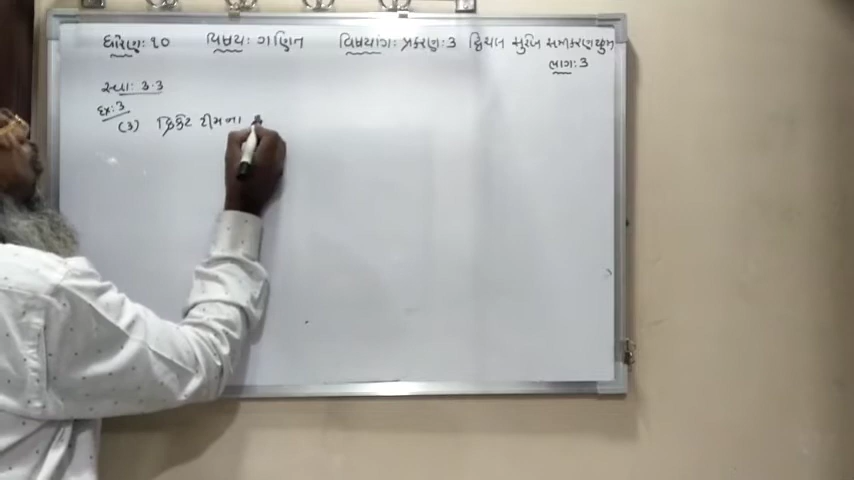 ધોરણ: ૧૦ વિષય: ગણિત વિષયાંગ: પ્રકરણ: 3 દ્વિચલ સુરેખ સમીકરણયુગ્મ
ભાગ: 3
સ્વા: 3.3
Ex: 3
(3) ક્રિકેટ ટીમના